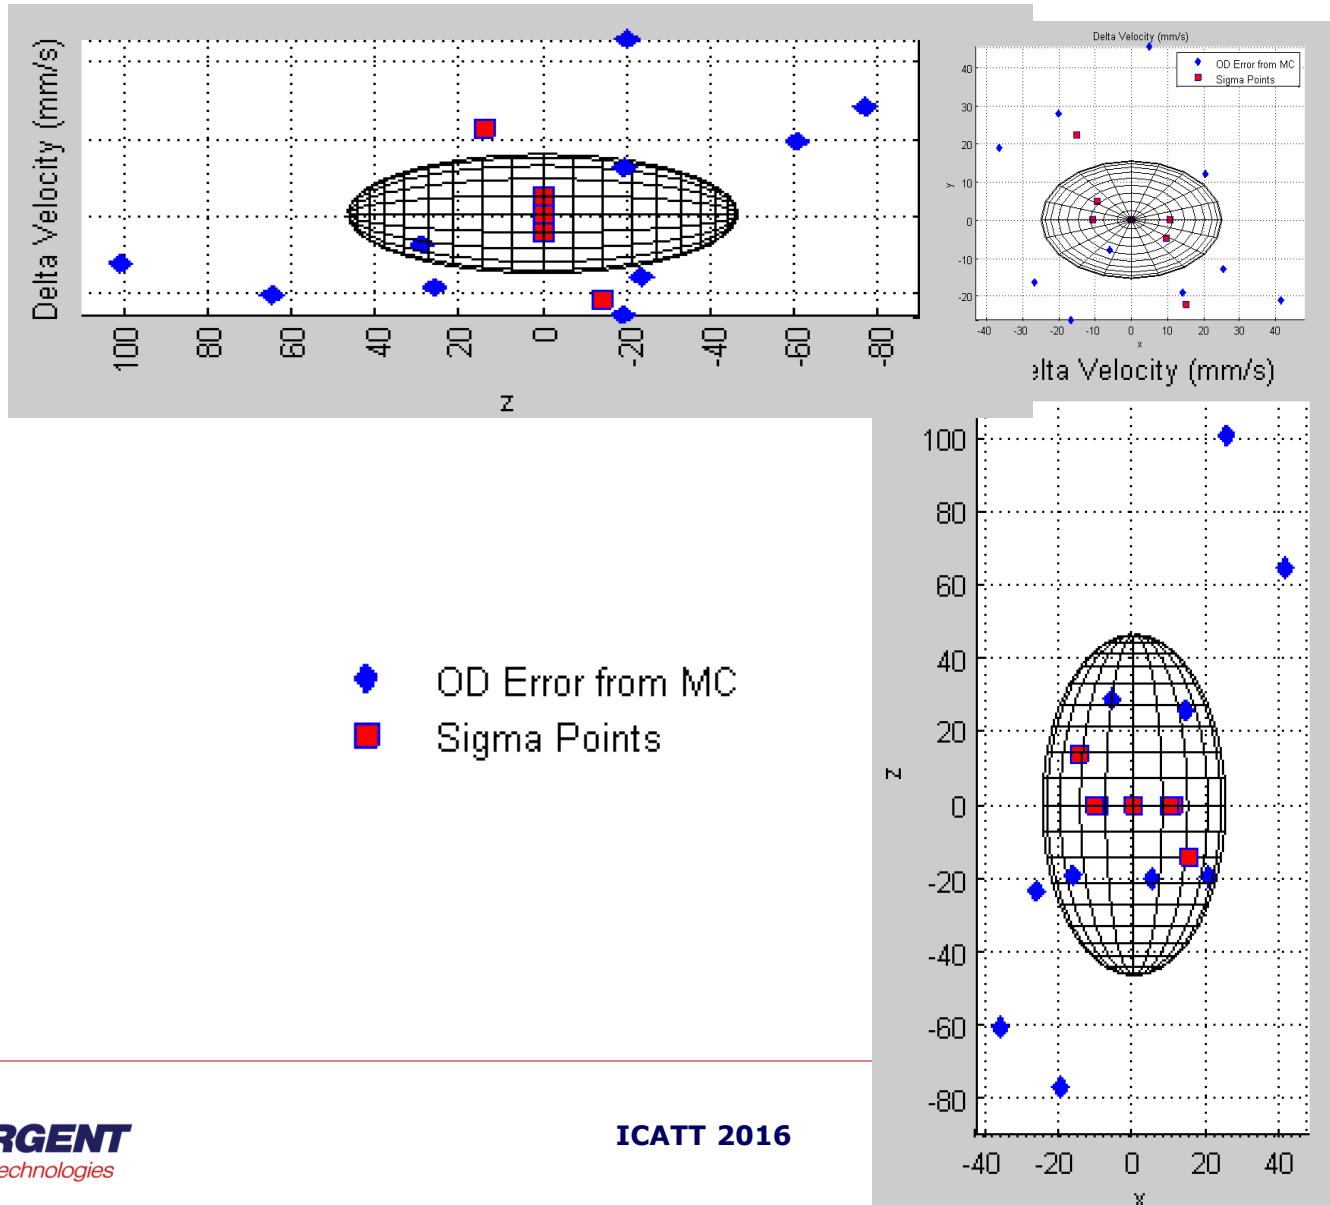 Delta Velocity (mm/s)
100
80
60
40
20
0
-20
-40
-60
-80
z
Delta Velocity (mm/s)
OD Error from MC
Sigma Points
40
30
20
10
0
-10
-20
y
-40
-30
-20
-10
0
10
20
30
40
x
elta Velocity (mm/s)
100
80
60
40
20
0
-20
-40
-60
-80
z
-40
-20
0
20
40
x
OD Error from MC
Sigma Points
RGENT
echnologies
ICATT 2016